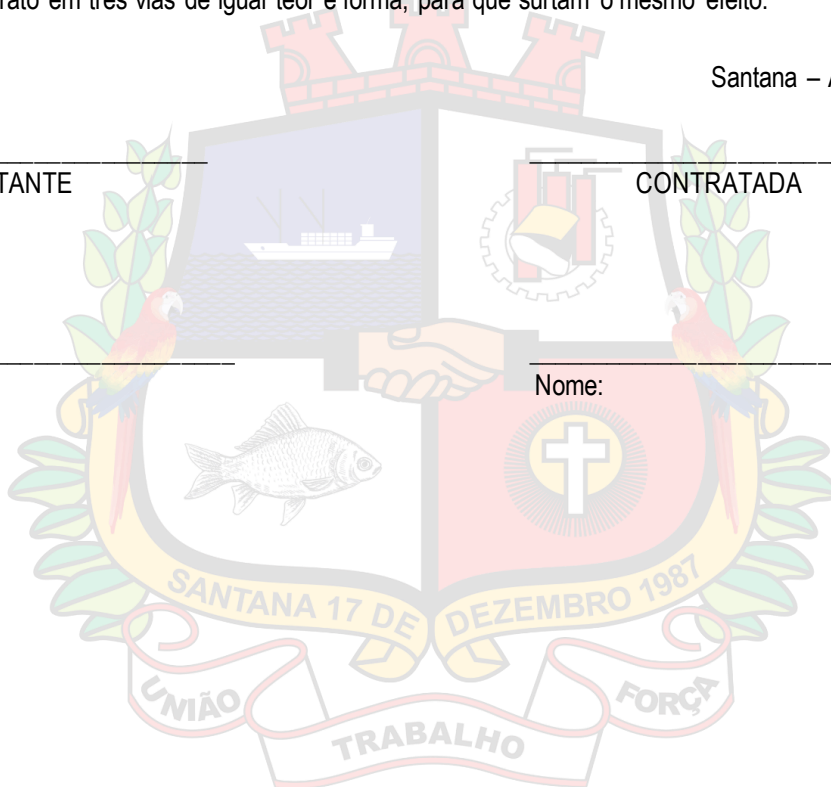 rato em três vias de igual teor e forma, para que surtam o mesmo efeito.
Santana –
TANTE
CONTRATADA
Nome:
SANTANA 17 DE DEZEMBRO 1987
UNIÃO
TRABALHO
FORÇA